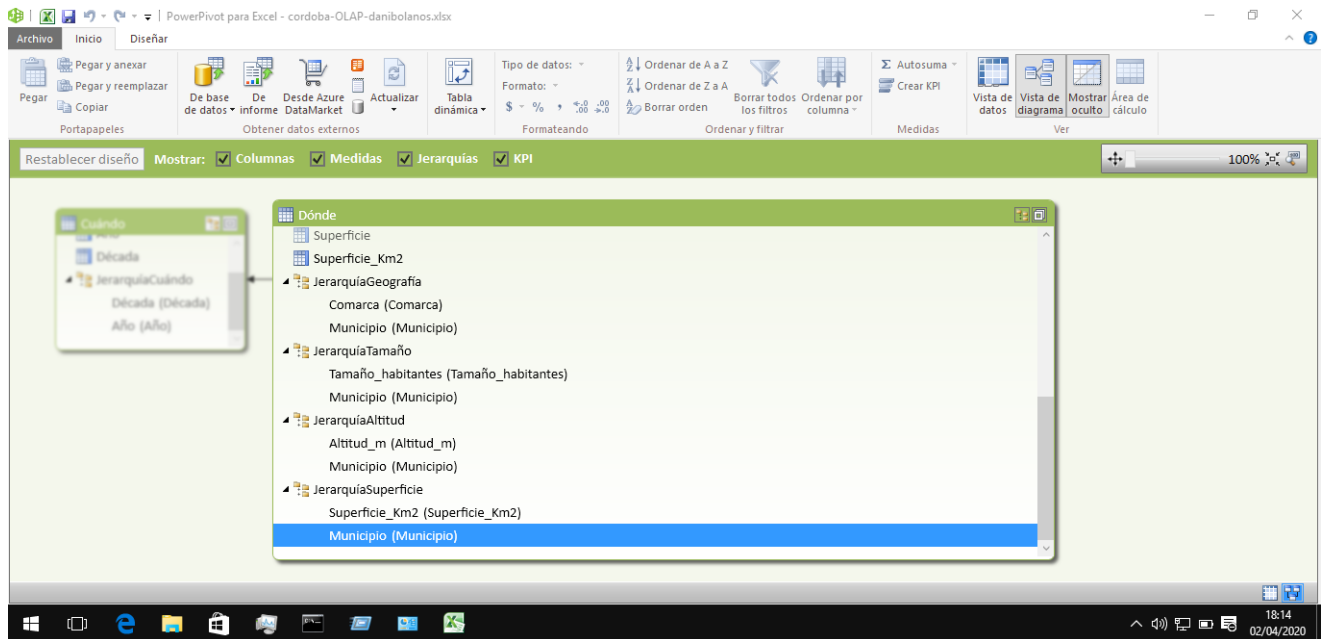 PowerPivot para Excel - cordoba-OLAP-danibolanos.xlsx
Archivo Inicio Diseñar
Pegar
Pegar y anexar
Pegar y reemplazar
Copiar
Portapapeles
De base de datos
De informe
Desde Azure DataMarket
Obtener datos externos
Actualizar
Tabla dinámica
Tipo de datos:
Formato:
$ % , ,00 ,00
Formateando
Ordenar de A a Z
Ordenar de Z a A
Borrar orden
Borrar todos los filtros
Ordenar por columna
Ordenar y filtrar
Σ Autosuma
Crear KPI
Medidas
Vista de datos
Vista de diagrama
Mostrar oculto
Área de cálculo
Ver
Restablecer diseño Mostrar: Columnas Medidas Jerarquías KPI
100%
Cuándo
Año
Década
JerarquíaCuándo
Década (Década)
Año (Año)
Dónde
Superficie
Superficie_Km2
JerarquíaGeografía
Comarca (Comarca)
Municipio (Municipio)
JerarquíaTamaño
Tamaño_habitantes (Tamaño_habitantes)
Municipio (Municipio)
JerarquíaAltitud
Altitud_m (Altitud_m)
Municipio (Municipio)
JerarquíaSuperficie
Superficie_Km2 (Superficie_Km2)
Municipio (Municipio)
18:14
02/04/2020